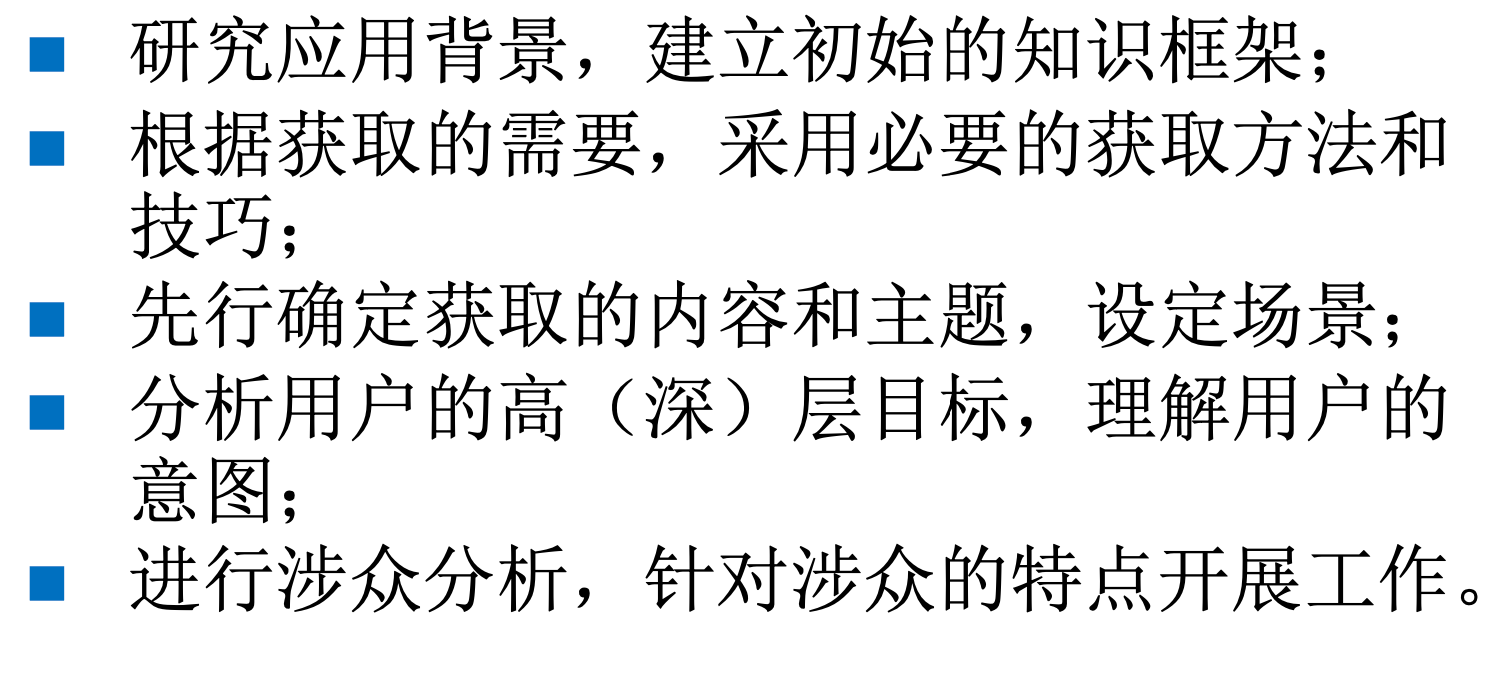 ■ 研究应用背景，建立初始的知识框架；
■ 根据获取的需要，采用必要的获取方法和
技巧；
■ 先行确定获取的内容和主题，设定场景；
■ 分析用户的高（深）层目标，理解用户的
意图；
■ 进行涉众分析，针对涉众的特点开展工作。